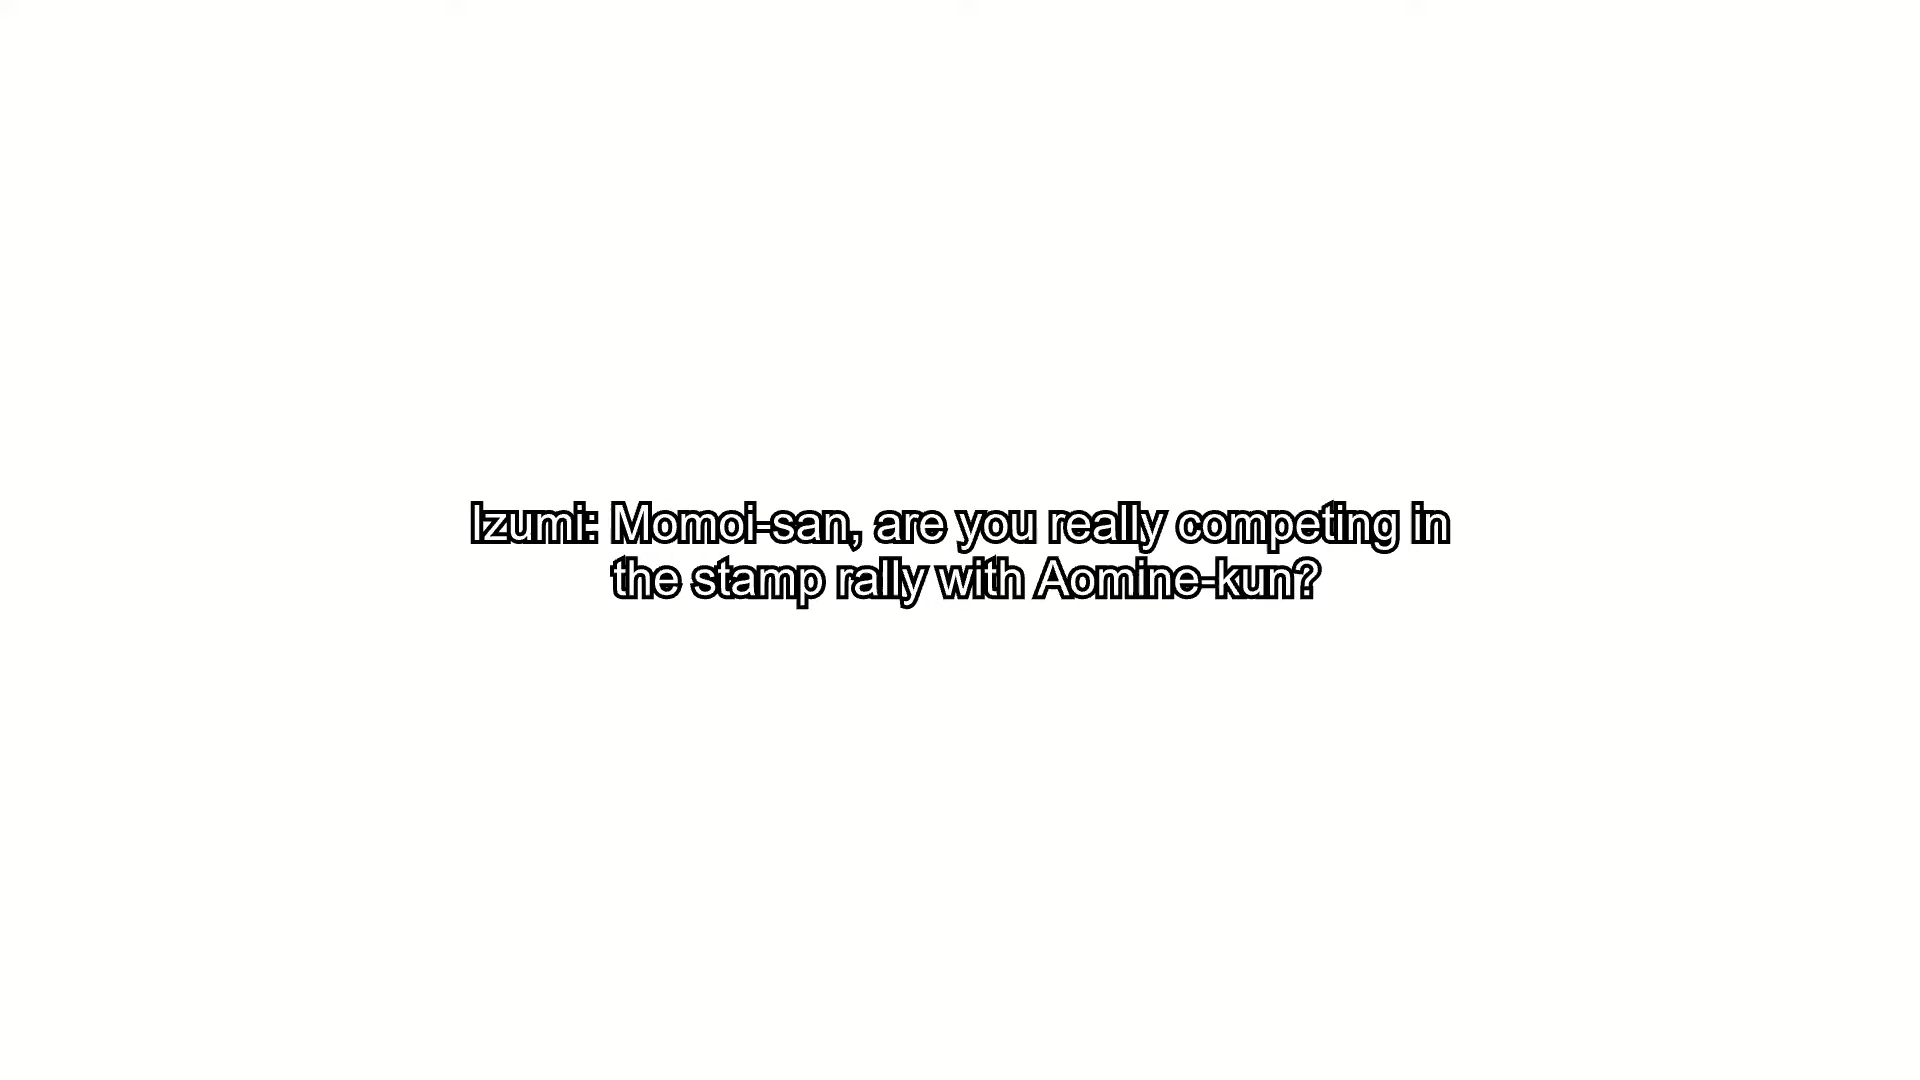 Izumi: Momoi-san, are you really competing in
the stamp rally with Aomine-kun?